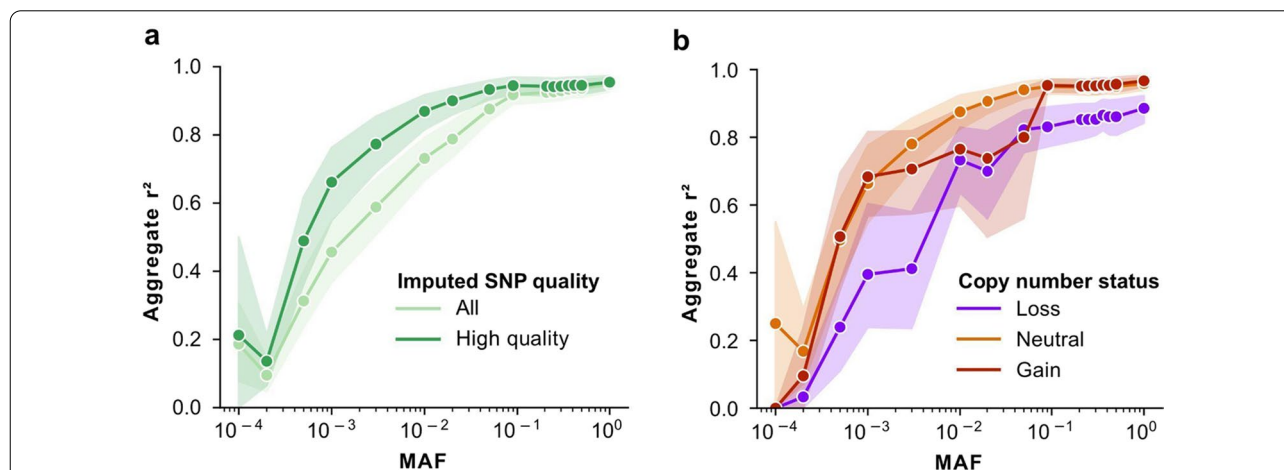 a
1.0
0.8
0.6
0.4
0.2
0.0
Aggregate r²
Imputed SNP quality
All
High quality
10⁻⁴ 10⁻³ 10⁻² 10⁻¹ 10⁰
MAF
b
1.0
0.8
0.6
0.4
0.2
0.0
Aggregate r²
Copy number status
Loss
Neutral
Gain
10⁻⁴ 10⁻³ 10⁻² 10⁻¹ 10⁰
MAF